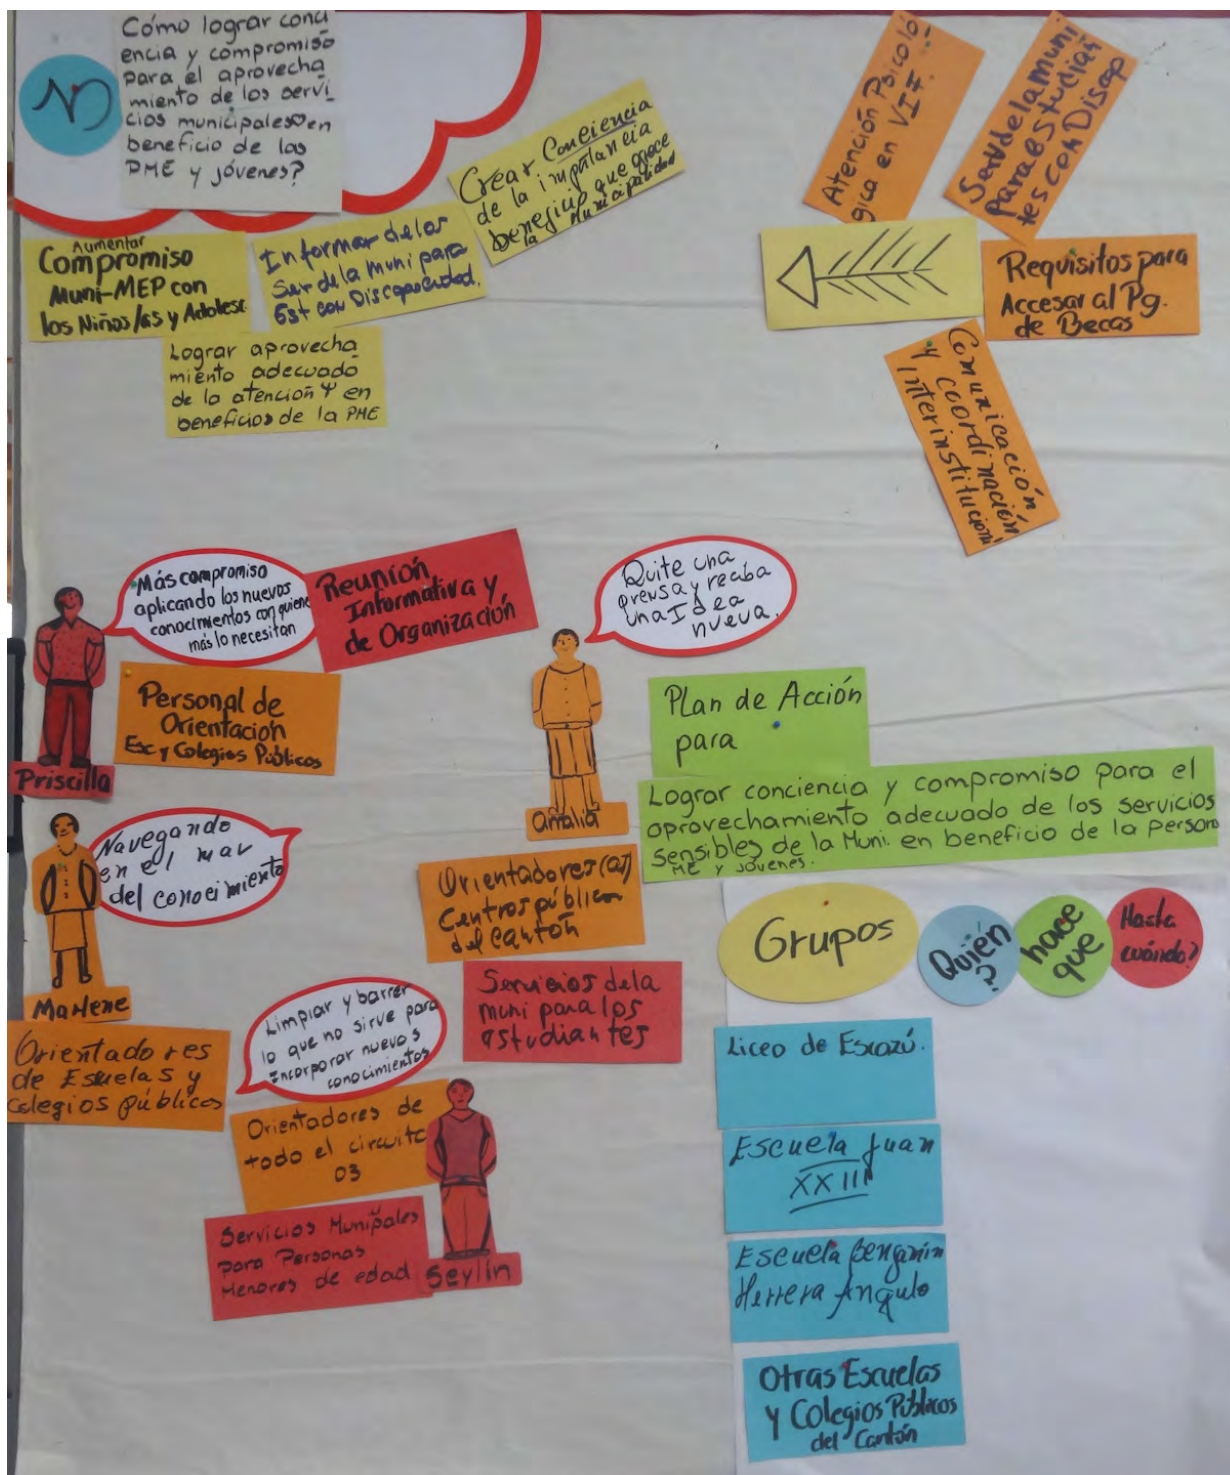 Cómo lograr conci
encia y compromiso
para el aprovecha
miento de los servi_
cios municipales en
beneficio de las
PME y jóvenes?
Crear Conciencia
de la
que ofrece
la Municipalidad
Aumentar
Compromiso
Muni-MEP con
los Niños/as y Adolesc.
Informar de los
Ser de la muni para
Est con Discapacidad.
Lograr aprovecha
miento adecuado
de la atención Ψ en
beneficios de la PME
Atención Psicoló
gica en VIF.
Serv de la muni
para Estudian
tes con Discap
Requisitos para
Accesar al Pg.
de Becas
Comunicación
y coordinación
Interinstitucional
Más compromiso
aplicando los nuevos
conocimientos con quiene
más lo necesitan
Reunión
Informativa y
de Organización
Personal de
Orientación
Esc y Colegios Públicos
Priscilla
Quite una
prensa y reciba
una Idea
nueva.
Amalia
Plan de Acción
para
Lograr conciencia y compromiso para el
aprovechamiento adecuado de los servicios
sensibles de la Muni. en beneficio de la persona
ME y jóvenes.
Navegando
en el mar
del conocimiento
Marlene
Orientadores
de Escuelas y
Colegios públicos
Orientadores (as)
Centros públicos
del Cantón
Servicios de la
muni para los
estudiantes
Limpiar y barrer
lo que no sirve para
Incorporar nuevos
conocimientos
Orientadores de
todo el circuito
03
Servicios Munipales
para Personas
Menores de edad
Seylin
Grupos
Quién?
hace
que
Hasta
cuándo?
Liceo de Escazú.
Escuela Juan
XXIII
Escuela Benjamin
Herrera Angulo
Otras Escuelas
y Colegios Públicos
del Cantón